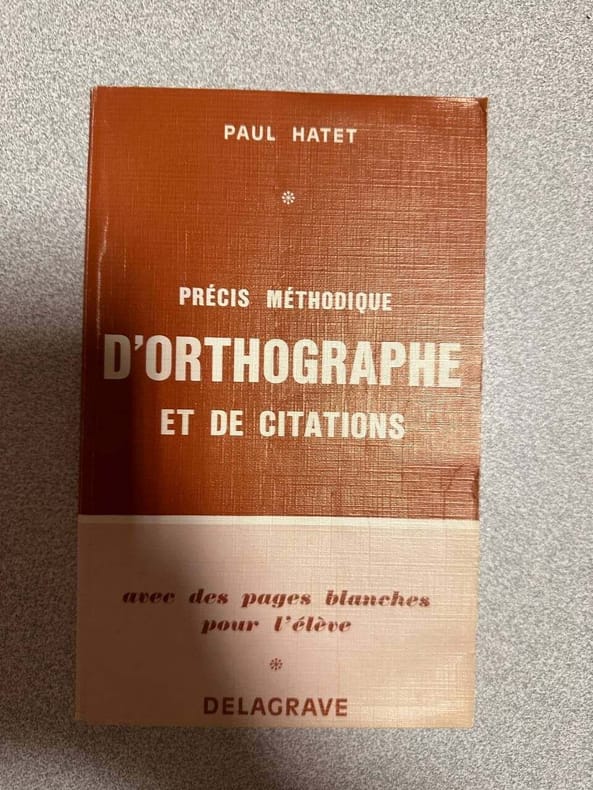 PAUL HATET
PRÉCIS MÉTHODIQUE
D'ORTHOGRAPHE
ET DE CITATIONS
avec des pages blanches
pour l'élève
DELAGRAVE